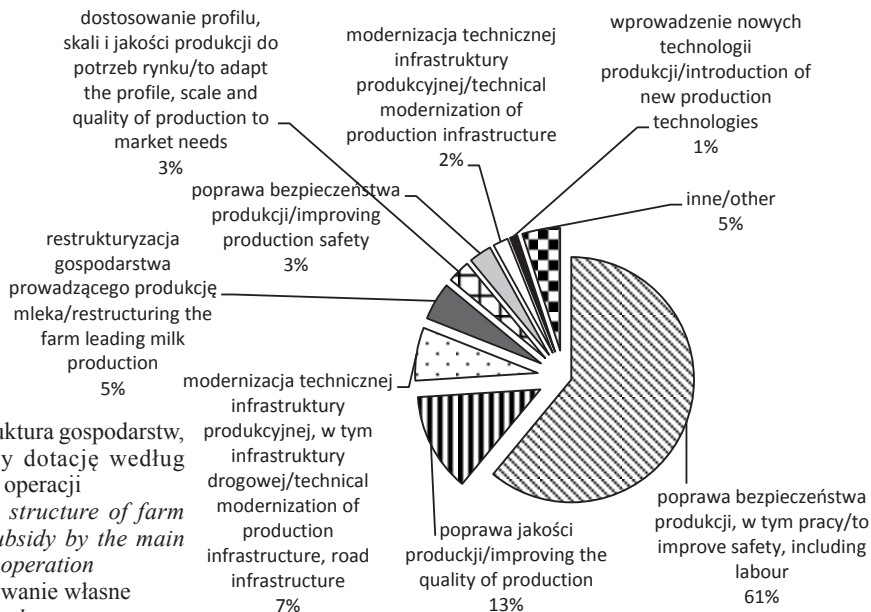 dostosowanie profilu,
skali i jakości produkcji do
potrzeb rynku/to adapt
the profile, scale and
quality of production to
market needs
3%
modernizacja technicznej
infrastruktury
produkcyjnej/technical
modernization of
production infrastructure
2%
wprowadzenie nowych
technologii
produkcji/introduction of
new production
technologies
1%
poprawa bezpieczeństwa
produkcji/improving
production safety
3%
inne/other
5%
restrukturyzacja
gospodarstwa
prowadzącego produkcję
mleka/restructuring the
farm leading milk
production
5%
modernizacja technicznej
infrastruktury
produkcyjnej, w tym
infrastruktury
drogowej/technical
modernization of
production
infrastructure, road
infrastructure
7%
poprawa jakości
produckji/improving the
quality of production
13%
poprawa bezpieczeństwa
produkcji, w tym pracy/to
improve safety, including
labour
61%
uktura gospodarstw,
y dotację według
operacji
structure of farm
ubsidy by the main
operation
wanie własne